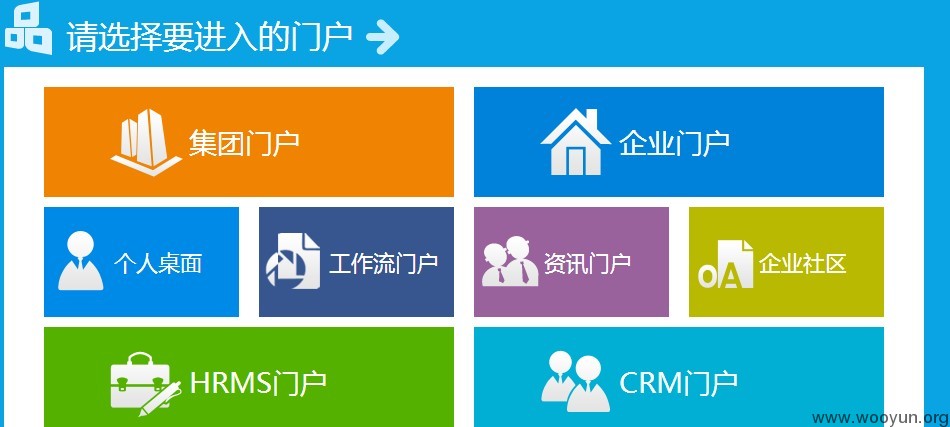 请选择要进入的门户
集团门户
企业门户
个人桌面
工作流门户
资讯门户
OA
企业社区
HRMS门户
CRM门户
www.wooyun.org